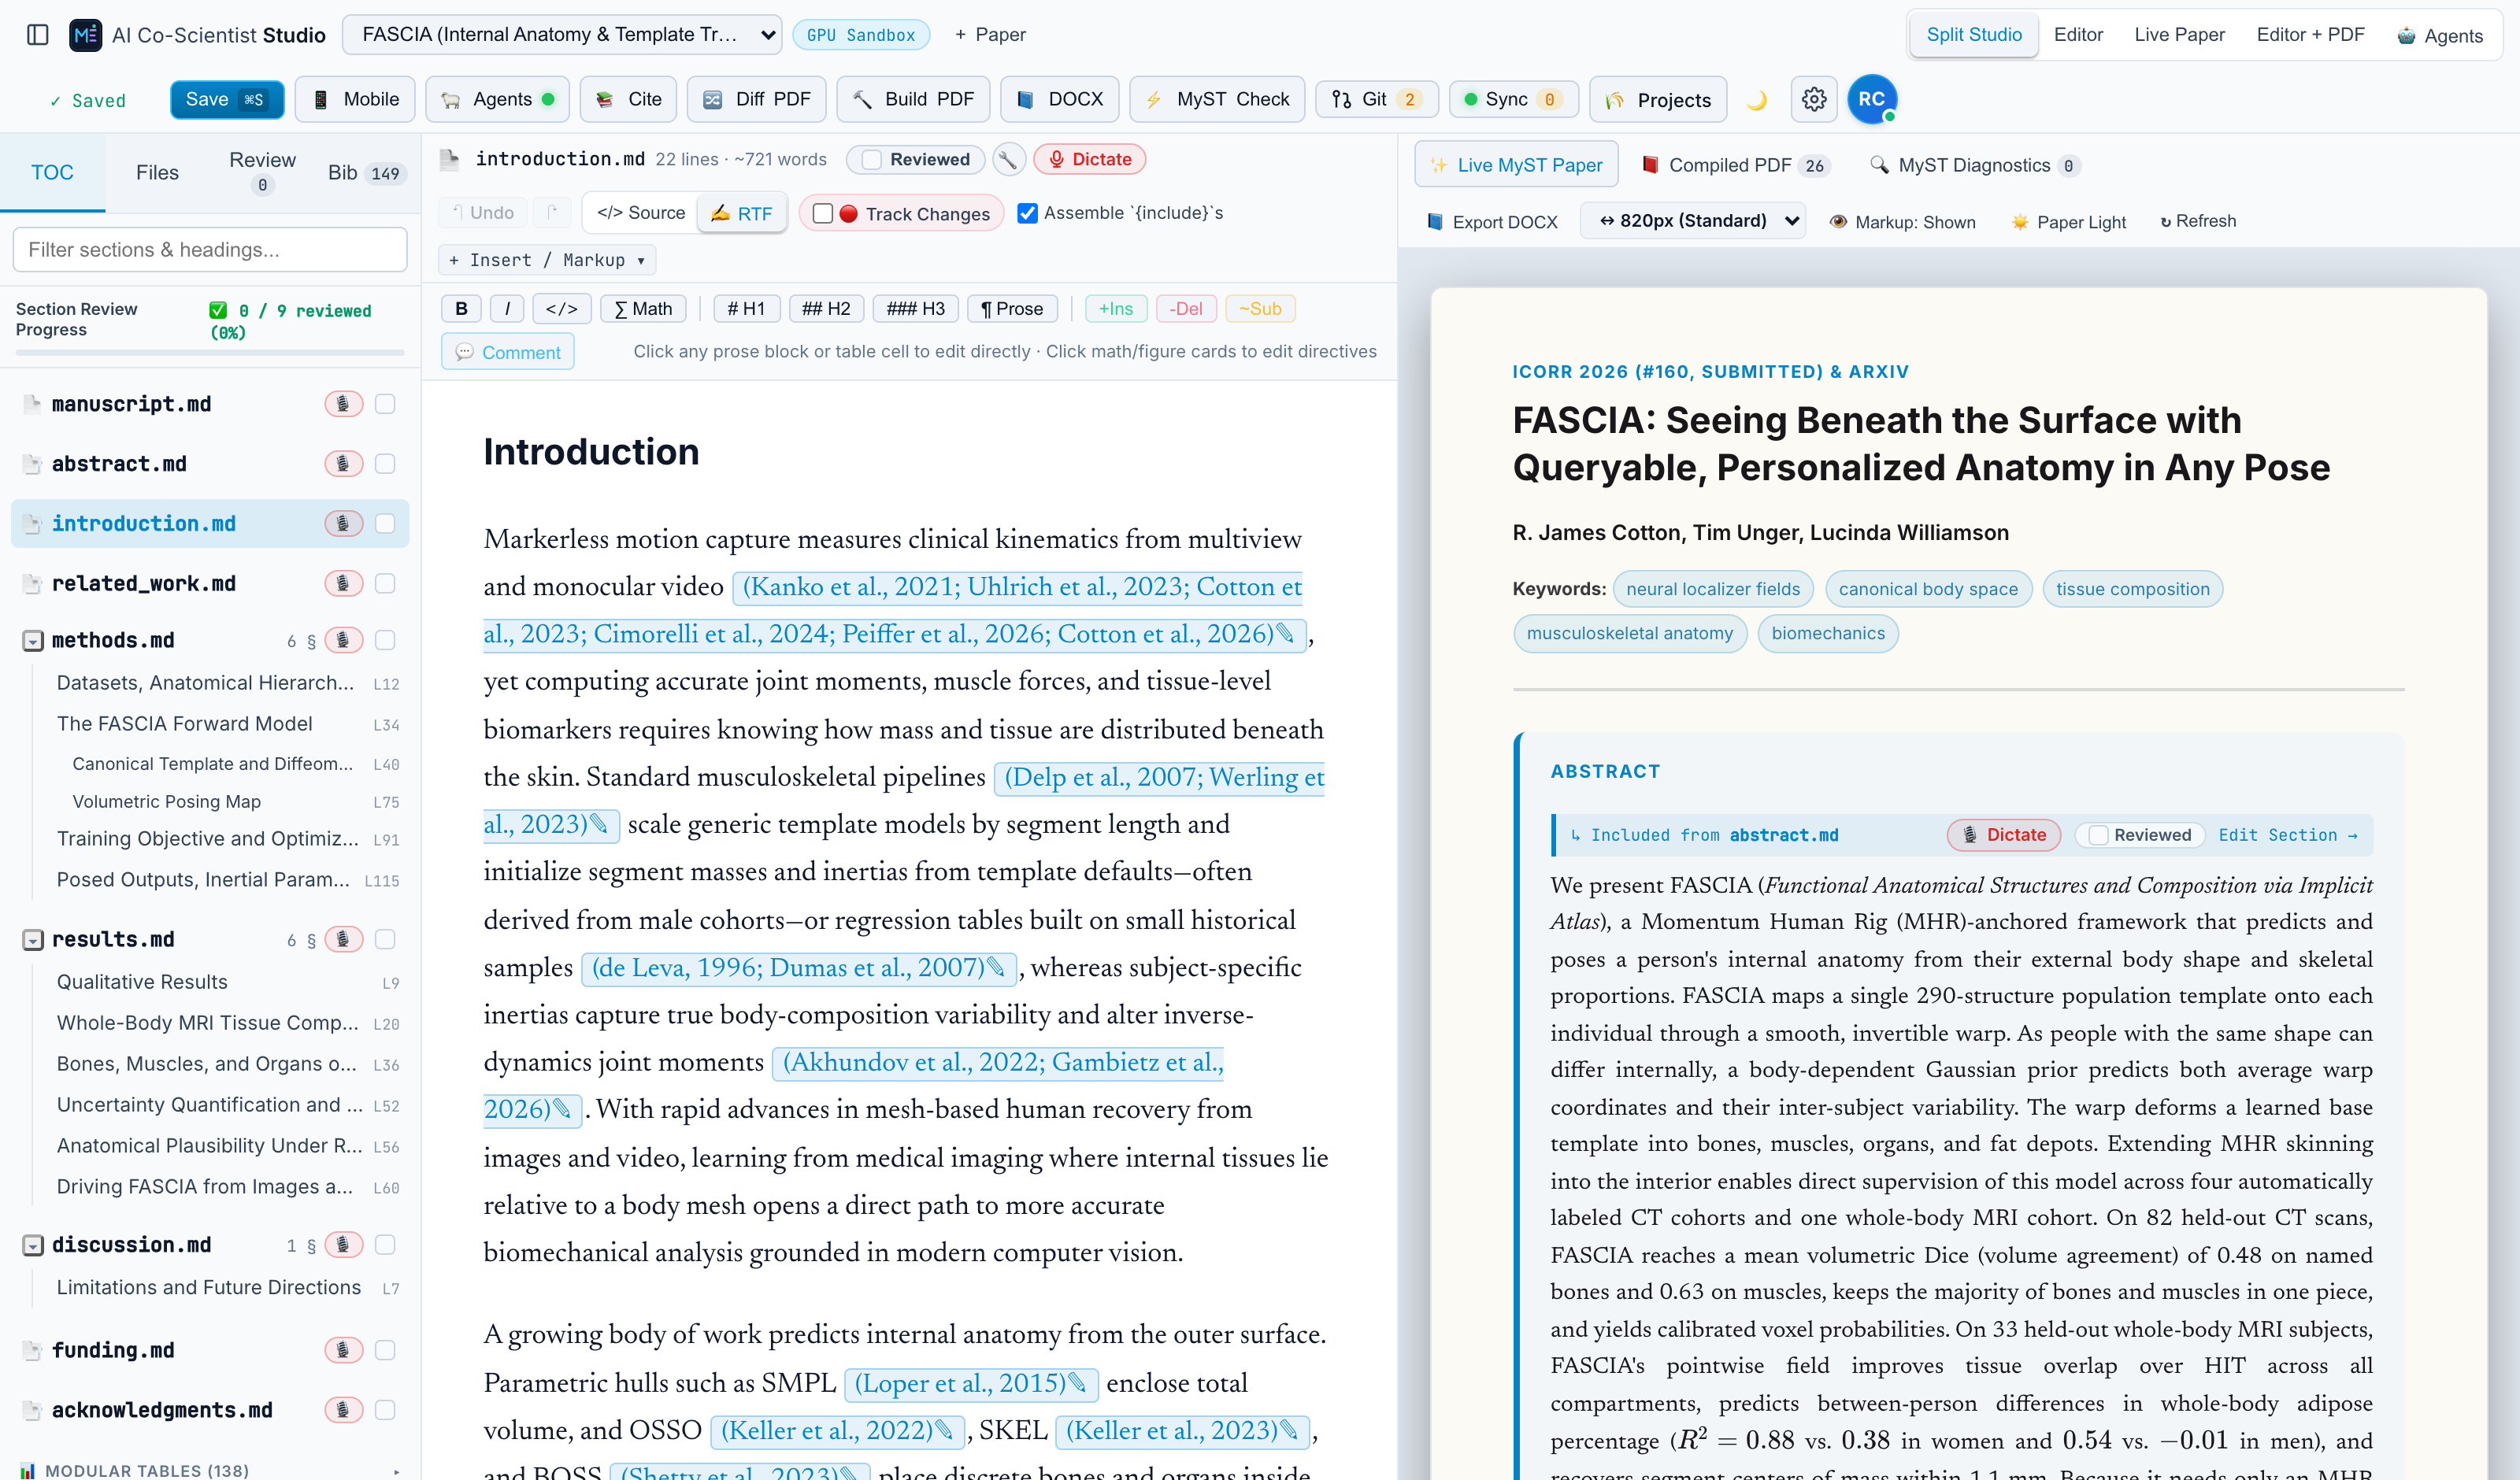 AI Co-Scientist Studio
FASCIA (Internal Anatomy & Template Tr…
GPU Sandbox
+ Paper
Split Studio
Editor
Live Paper
Editor + PDF
Agents
✓ Saved
Save ⌘S
Mobile
Agents
Cite
Diff PDF
Build PDF
DOCX
MyST Check
Git 2
Sync 0
Projects
RC
TOC
Files
Review 0
Bib 149
Filter sections & headings...
Section Review Progress
0 / 9 reviewed (0%)
manuscript.md
abstract.md
introduction.md
related_work.md
methods.md 6 §
Datasets, Anatomical Hierarch… L12
The FASCIA Forward Model L34
Canonical Template and Diffeom… L40
Volumetric Posing Map L75
Training Objective and Optimiz… L91
Posed Outputs, Inertial Param… L115
results.md 6 §
Qualitative Results L9
Whole-Body MRI Tissue Comp… L20
Bones, Muscles, and Organs o… L36
Uncertainty Quantification and … L52
Anatomical Plausibility Under R… L56
Driving FASCIA from Images a… L60
discussion.md 1 §
Limitations and Future Directions L7
funding.md
acknowledgments.md
MODULAR TABLES (138)
introduction.md 22 lines · ~721 words
Reviewed
Dictate
Undo
</> Source
RTF
Track Changes
Assemble `{include}`s
+ Insert / Markup ▾
B
I
</>
∑ Math
# H1
## H2
### H3
¶ Prose
+Ins
-Del
~Sub
Comment
Click any prose block or table cell to edit directly · Click math/figure cards to edit directives
Introduction
Markerless motion capture measures clinical kinematics from multiview
and monocular video (Kanko et al., 2021; Uhlrich et al., 2023; Cotton et
al., 2023; Cimorelli et al., 2024; Peiffer et al., 2026; Cotton et al., 2026)✎ ,
yet computing accurate joint moments, muscle forces, and tissue-level
biomarkers requires knowing how mass and tissue are distributed beneath
the skin. Standard musculoskeletal pipelines (Delp et al., 2007; Werling et
al., 2023)✎ scale generic template models by segment length and
initialize segment masses and inertias from template defaults—often
derived from male cohorts—or regression tables built on small historical
samples (de Leva, 1996; Dumas et al., 2007)✎ , whereas subject-specific
inertias capture true body-composition variability and alter inverse-
dynamics joint moments (Akhundov et al., 2022; Gambietz et al.,
2026)✎ . With rapid advances in mesh-based human recovery from
images and video, learning from medical imaging where internal tissues lie
relative to a body mesh opens a direct path to more accurate
biomechanical analysis grounded in modern computer vision.
A growing body of work predicts internal anatomy from the outer surface.
Parametric hulls such as SMPL (Loper et al., 2015)✎ enclose total
volume, and OSSO (Keller et al., 2022)✎ , SKEL (Keller et al., 2023)✎ ,
and BOSS (Shetty et al., 2023)✎ place discrete bones and organs inside
Live MyST Paper
Compiled PDF 26
MyST Diagnostics 0
Export DOCX
↔ 820px (Standard)
Markup: Shown
Paper Light
↻ Refresh
ICORR 2026 (#160, SUBMITTED) & ARXIV
FASCIA: Seeing Beneath the Surface with
Queryable, Personalized Anatomy in Any Pose
R. James Cotton, Tim Unger, Lucinda Williamson
Keywords: neural localizer fields canonical body space tissue composition
musculoskeletal anatomy biomechanics
ABSTRACT
↳ Included from abstract.md
Dictate
Reviewed
Edit Section →
We present FASCIA (Functional Anatomical Structures and Composition via Implicit
Atlas), a Momentum Human Rig (MHR)-anchored framework that predicts and
poses a person's internal anatomy from their external body shape and skeletal
proportions. FASCIA maps a single 290-structure population template onto each
individual through a smooth, invertible warp. As people with the same shape can
differ internally, a body-dependent Gaussian prior predicts both average warp
coordinates and their inter-subject variability. The warp deforms a learned base
template into bones, muscles, organs, and fat depots. Extending MHR skinning
into the interior enables direct supervision of this model across four automatically
labeled CT cohorts and one whole-body MRI cohort. On 82 held-out CT scans,
FASCIA reaches a mean volumetric Dice (volume agreement) of 0.48 on named
bones and 0.63 on muscles, keeps the majority of bones and muscles in one piece,
and yields calibrated voxel probabilities. On 33 held-out whole-body MRI subjects,
FASCIA's pointwise field improves tissue overlap over HIT across all
compartments, predicts between-person differences in whole-body adipose
percentage (R² = 0.88 vs. 0.38 in women and 0.54 vs. −0.01 in men), and
recovers segment centers of mass within 1.1 mm. Because it needs only an MHR